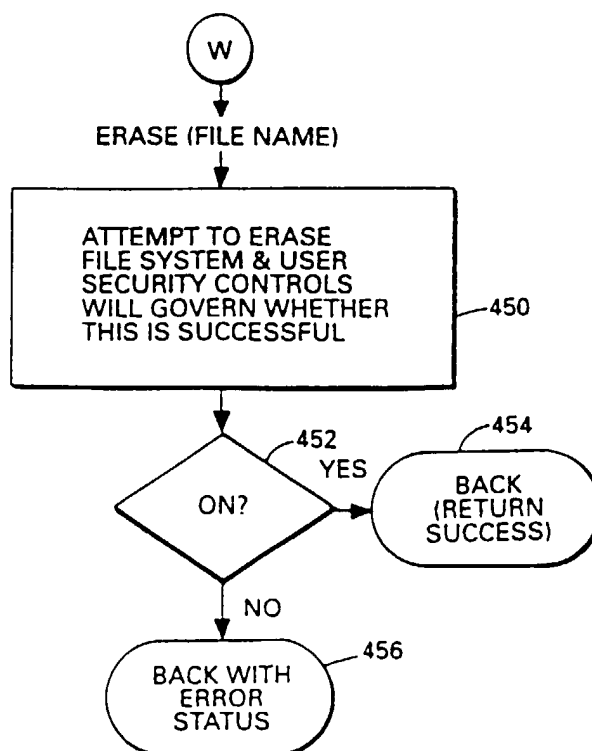 W
ERASE (FILE NAME)
ATTEMPT TO ERASE
FILE SYSTEM & USER
SECURITY CONTROLS
WILL GOVERN WHETHER
THIS IS SUCCESSFUL
450
452
ON?
YES
454
BACK
(RETURN
SUCCESS)
NO
456
BACK WITH
ERROR
STATUS